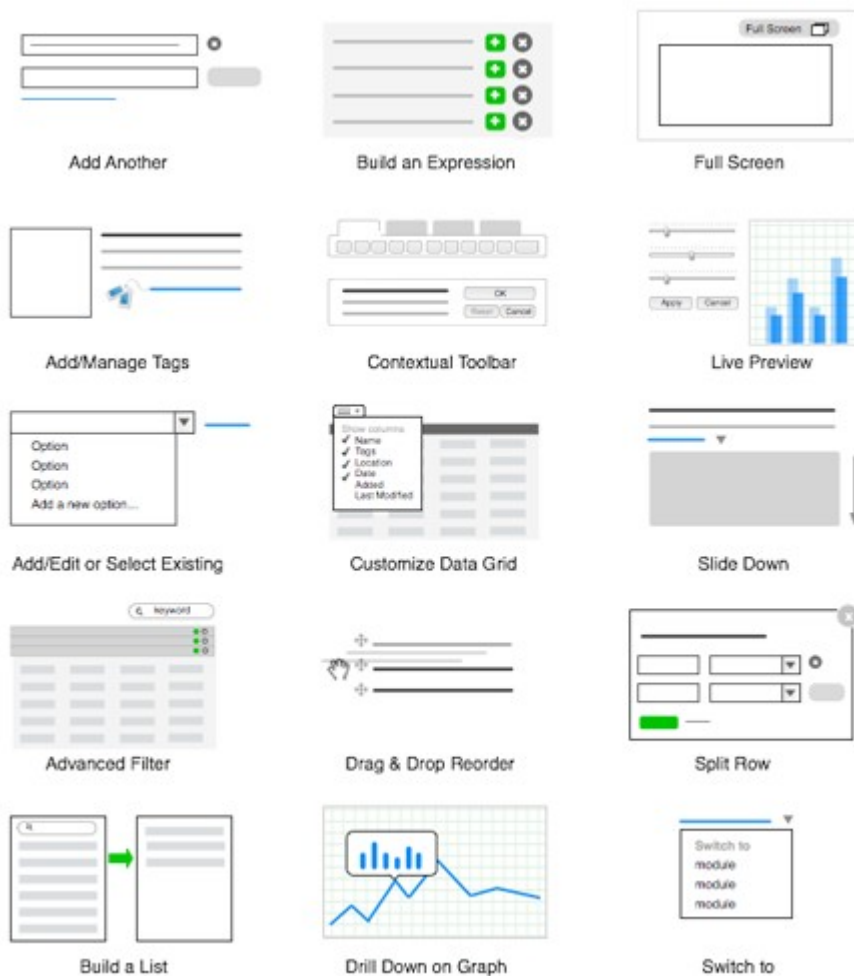 Full Screen
Add Another
Build an Expression
Full Screen
OK
Reset
Cancel
Apply
Cancel
Add/Manage Tags
Contextual Toolbar
Live Preview
Option
Option
Option
Add a new option...
Show columns
Name
Tags
Location
Date
Added
Last Modified
Add/Edit or Select Existing
Customize Data Grid
Slide Down
keyword
Advanced Filter
Drag & Drop Reorder
Split Row
Switch to
module
module
module
Build a List
Drill Down on Graph
Switch to